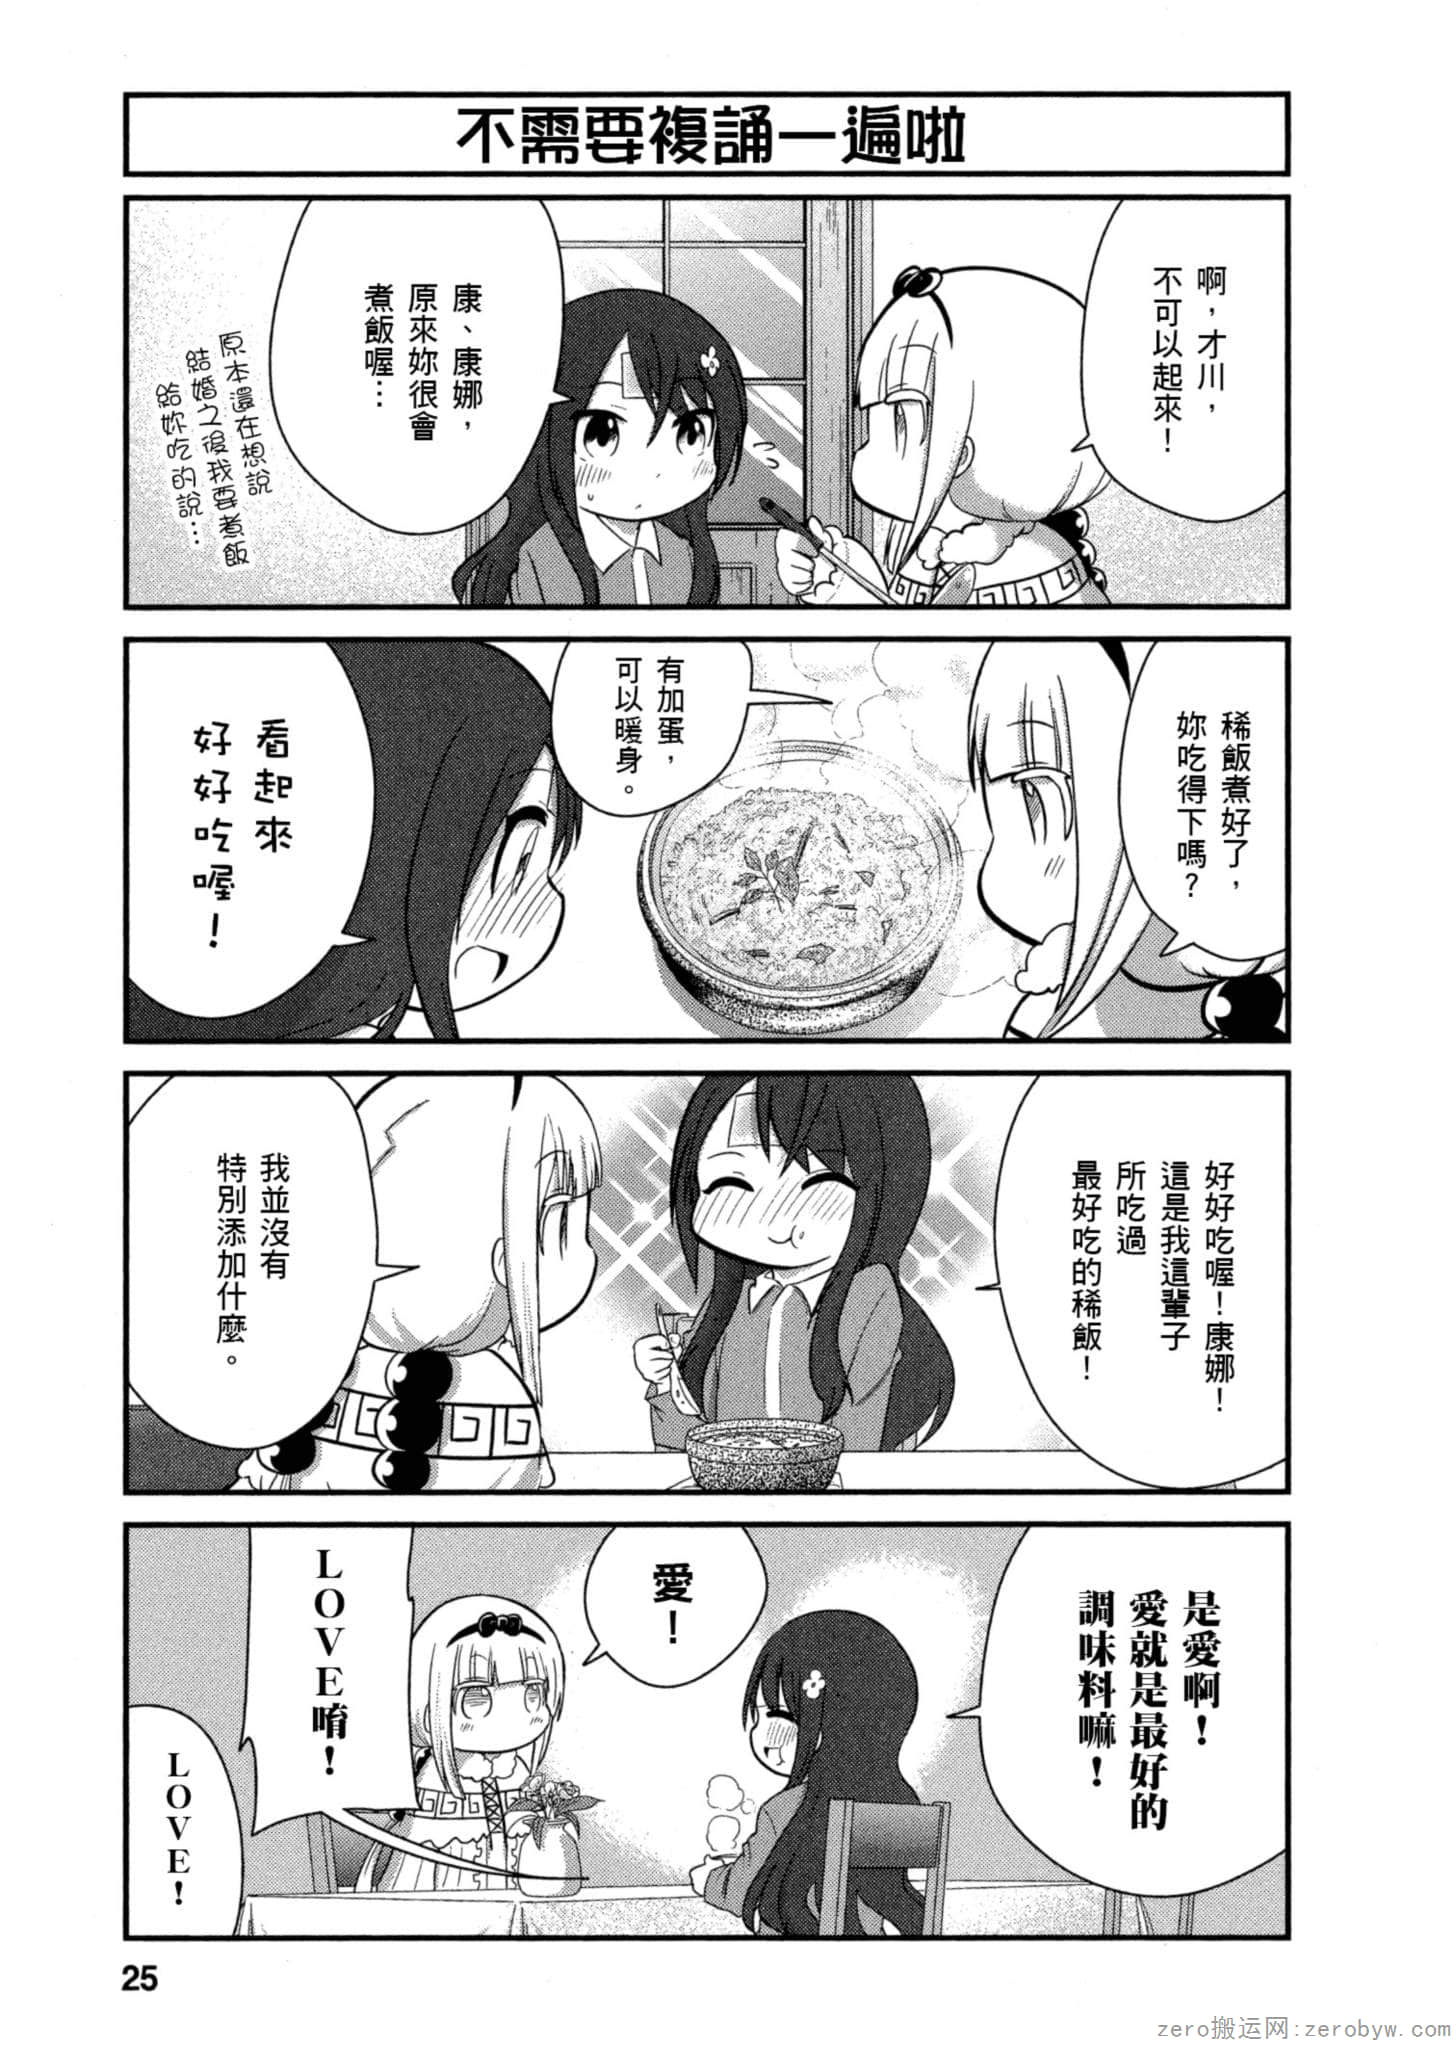 不需要複誦一遍啦
啊，才川，
不可以起來！
康、康娜，
原來妳很會
煮飯喔…
原本還在想說
結婚之後我要煮飯
給妳吃的說…
稀飯煮好了，
妳吃得下嗎？
有加蛋，
可以暖身。
看起來
好好吃喔！
好好吃喔！康娜！
這是我這輩子
所吃過
最好吃的稀飯！
我並沒有
特別添加什麼。
是愛啊！
愛就是最好的
調味料嘛！
愛！
LOVE唷！
LOVE！
25
zero搬运网:zerobyw.com